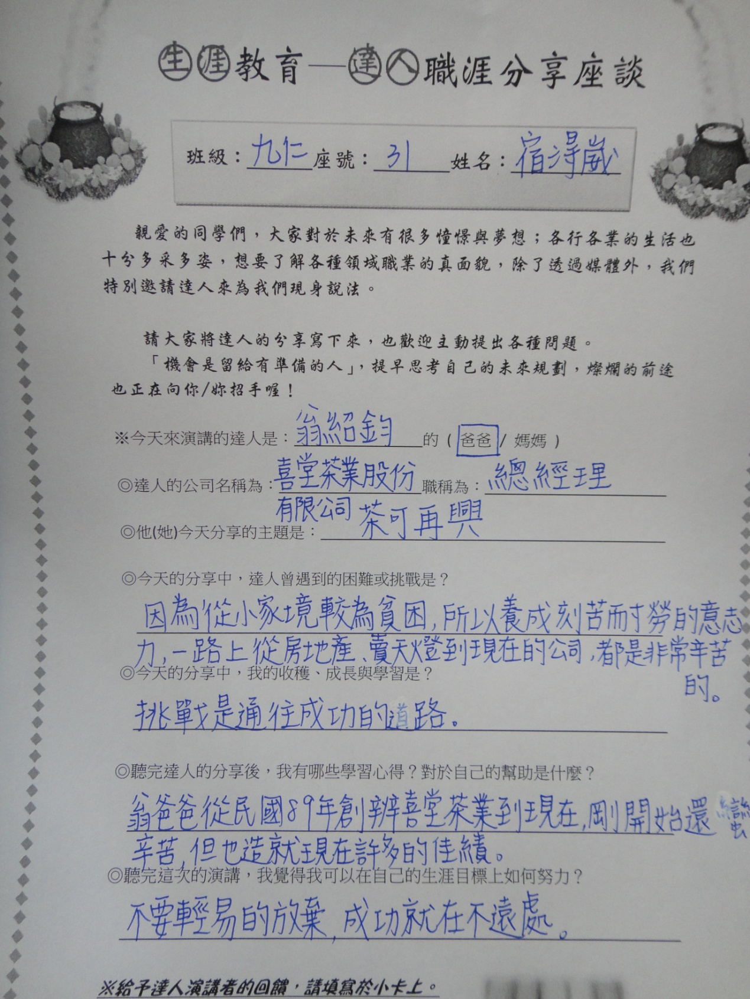 生涯教育——達人職涯分享座談
班級：九仁座號：31 姓名：宿淂崴
親愛的同學們，大家對於未來有很多憧憬與夢想；各行各業的生活也
十分多采多姿，想要了解各種領域職業的真面貌，除了透過媒體外，我們
特別邀請達人來為我們現身說法。
請大家將達人的分享寫下來，也歡迎主動提出各種問題。
「機會是留給有準備的人」，提早思考自己的未來規劃，燦爛的前途
也正在向你/妳招手喔！
※今天來演講的達人是：翁紹鈞的（爸爸/ 媽媽）
◎達人的公司名稱為：喜堂茶業股份職稱為：總經理
有限公司
◎他(她)今天分享的主題是：茶可再興
◎今天的分享中，達人曾遇到的困難或挑戰是？
因為從小家境較為貧困,所以養成刻苦而寸勞的意志
力,一路上從房地產、賣天燈到現在的公司,都是非常辛苦
的。
◎今天的分享中，我的收穫、成長與學習是？
挑戰是通往成功的道路。
◎聽完達人的分享後，我有哪些學習心得？對於自己的幫助是什麼？
翁爸爸從民國89年創辦喜堂茶業到現在,剛開始還蠻
辛苦,但也造就現在許多的佳績。
◎聽完這次的演講，我覺得我可以在自己的生涯目標上如何努力？
不要輕易的放棄,成功就在不遠處。
※給予達人演講者的回饋，請填寫於小卡上。